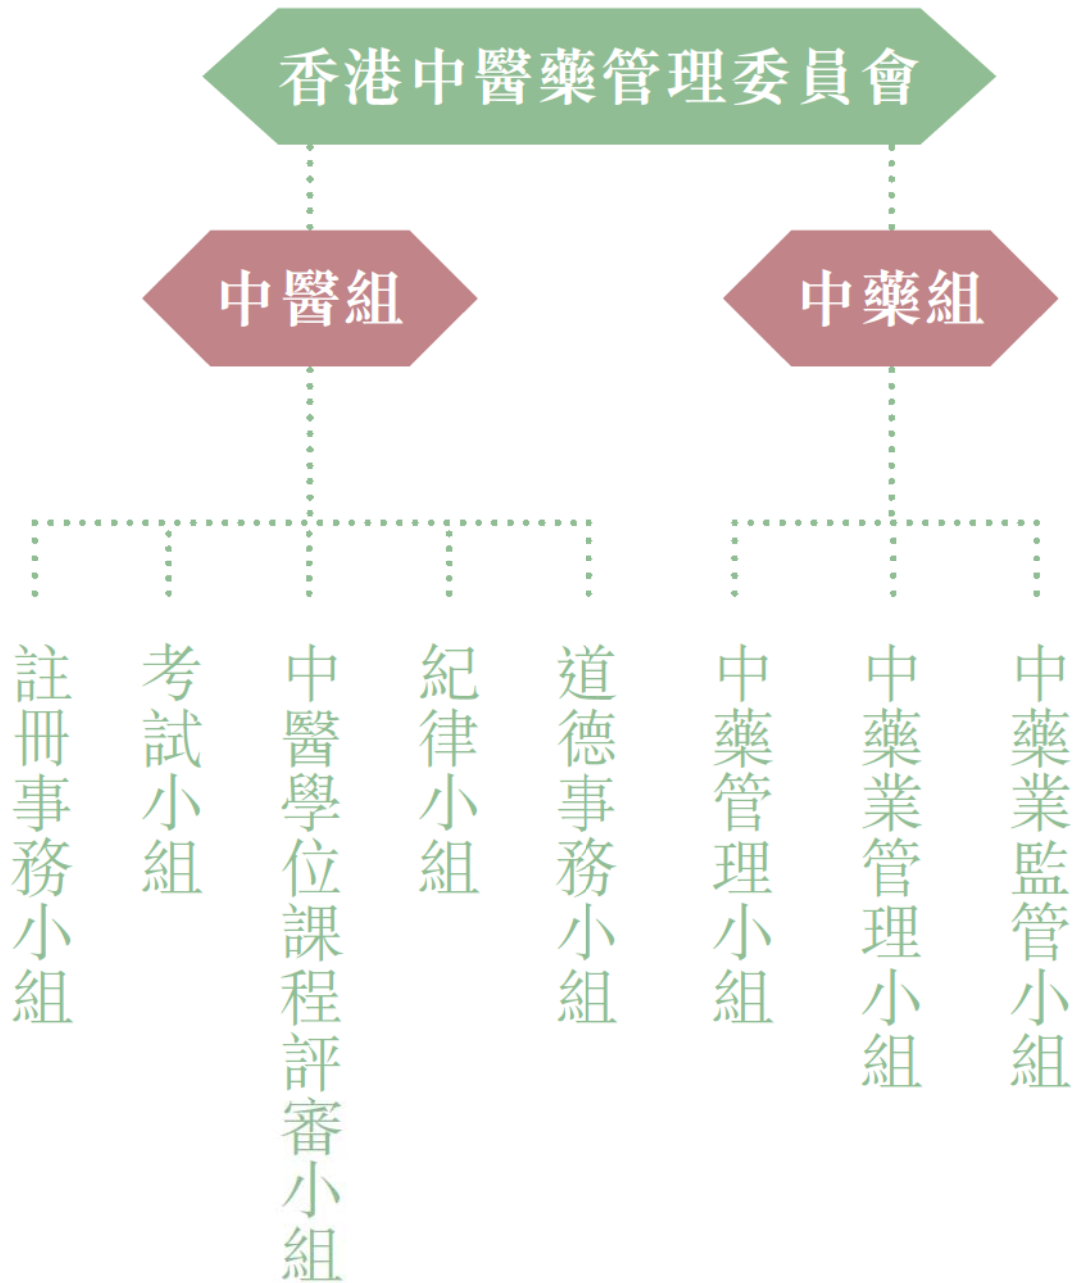 香港中醫藥管理委員會
中醫組
中藥組
註冊事務小組
考試小組
中醫學位課程評審小組
紀律小組
道德事務小組
中藥管理小組
中藥業管理小組
中藥業監管小組